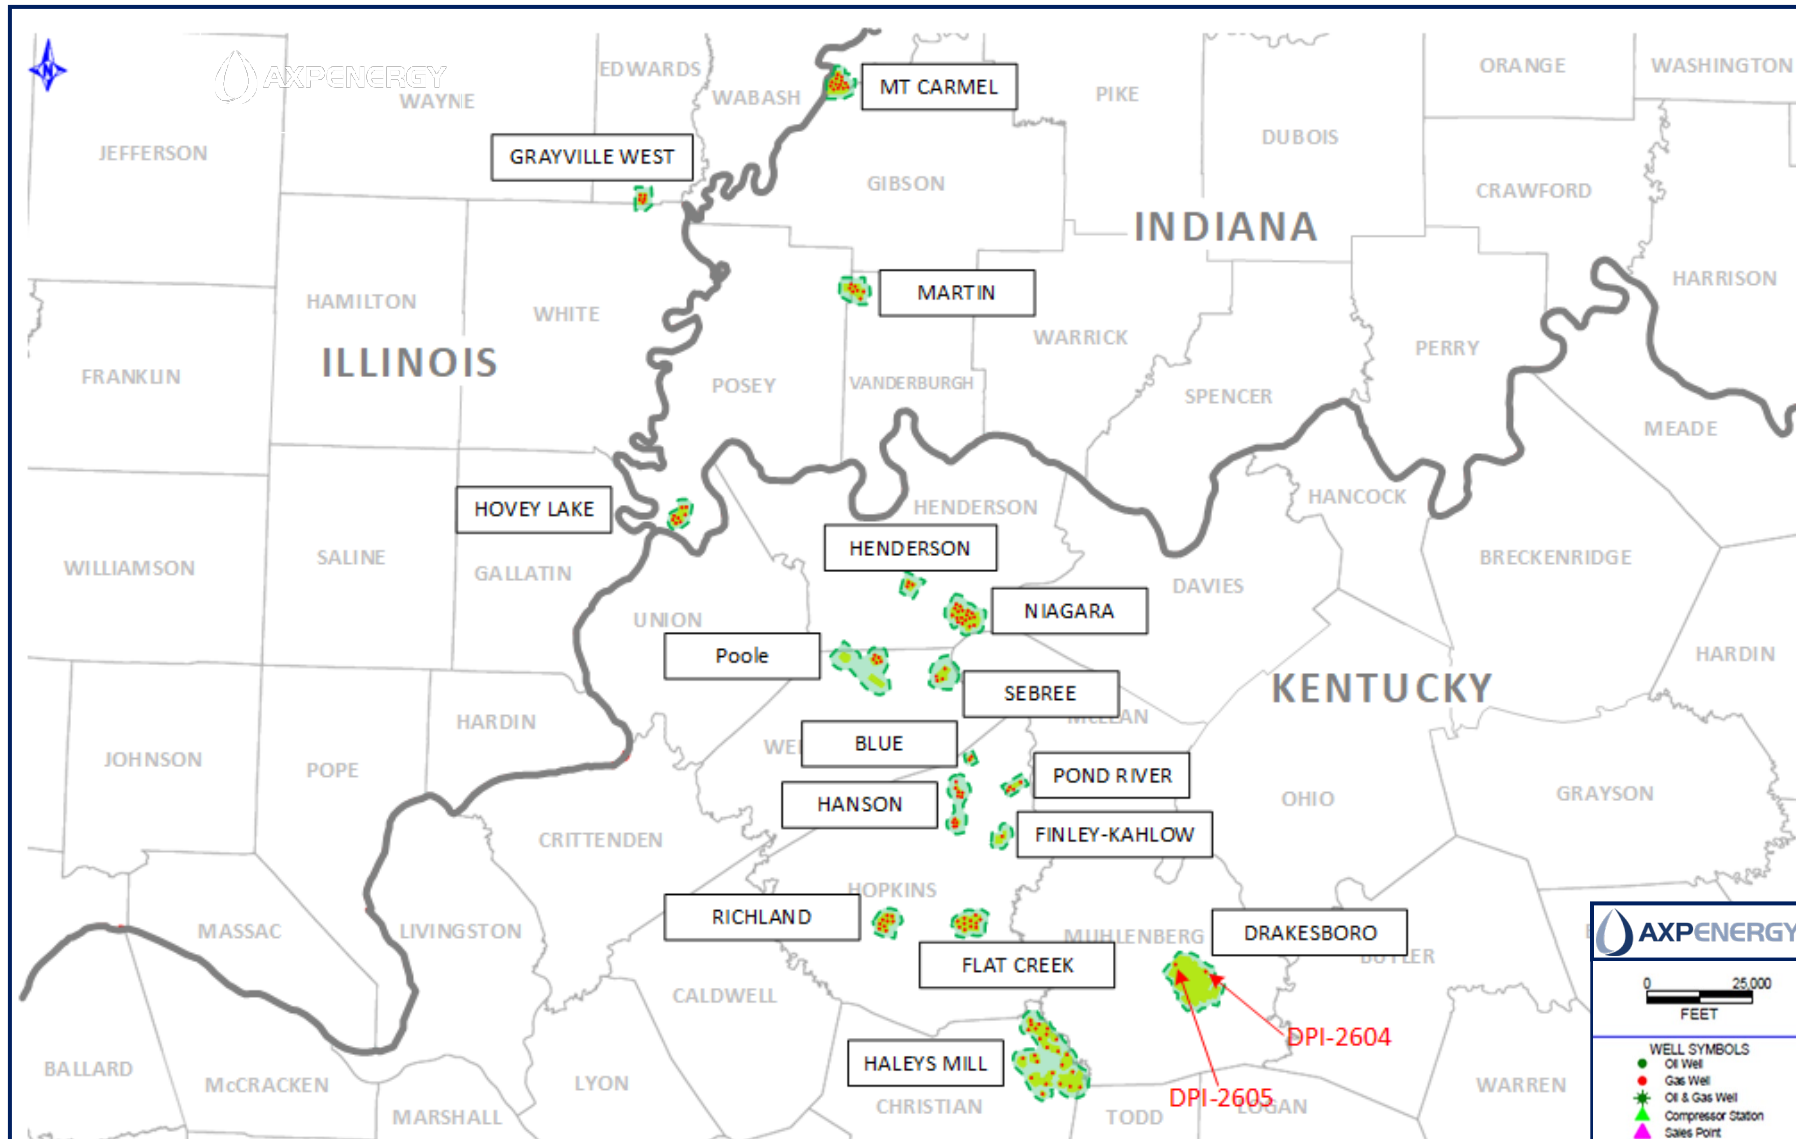 N
AXPENERGY
WAYNE
EDWARDS
WABASH
MT CARMEL
PIKE
ORANGE
WASHINGTON
JEFFERSON
GRAYVILLE WEST
DUBOIS
GIBSON
CRAWFORD
INDIANA
HAMILTON
WHITE
MARTIN
HARRISON
ILLINOIS
WARRICK
PERRY
FRANKLIN
POSEY
VANDERBURGH
SPENCER
MEADE
HOVEY LAKE
HENDERSON
HANCOCK
HENDERSON
WILLIAMSON
SALINE
GALLATIN
DAVIES
BRECKENRIDGE
UNION
NIAGARA
Poole
HARDIN
SEBREE
KENTUCKY
HARDIN
McLEAN
WE
BLUE
JOHNSON
POPE
POND RIVER
HANSON
OHIO
GRAYSON
CRITTENDEN
FINLEY-KAHLOW
HOPKINS
RICHLAND
MASSAC
LIVINGSTON
MUHLENBERG
DRAKESBORO
BUTLER
FLAT CREEK
CALDWELL
DPI-2604
HALEYS MILL
BALLARD
McCRACKEN
LYON
MARSHALL
CHRISTIAN
TODD
DPI-2605
LOGAN
WARREN
AXPENERGY
0 25,000
FEET
WELL SYMBOLS
Oil Well
Gas Well
Oil & Gas Well
Compressor Station
Sales Point